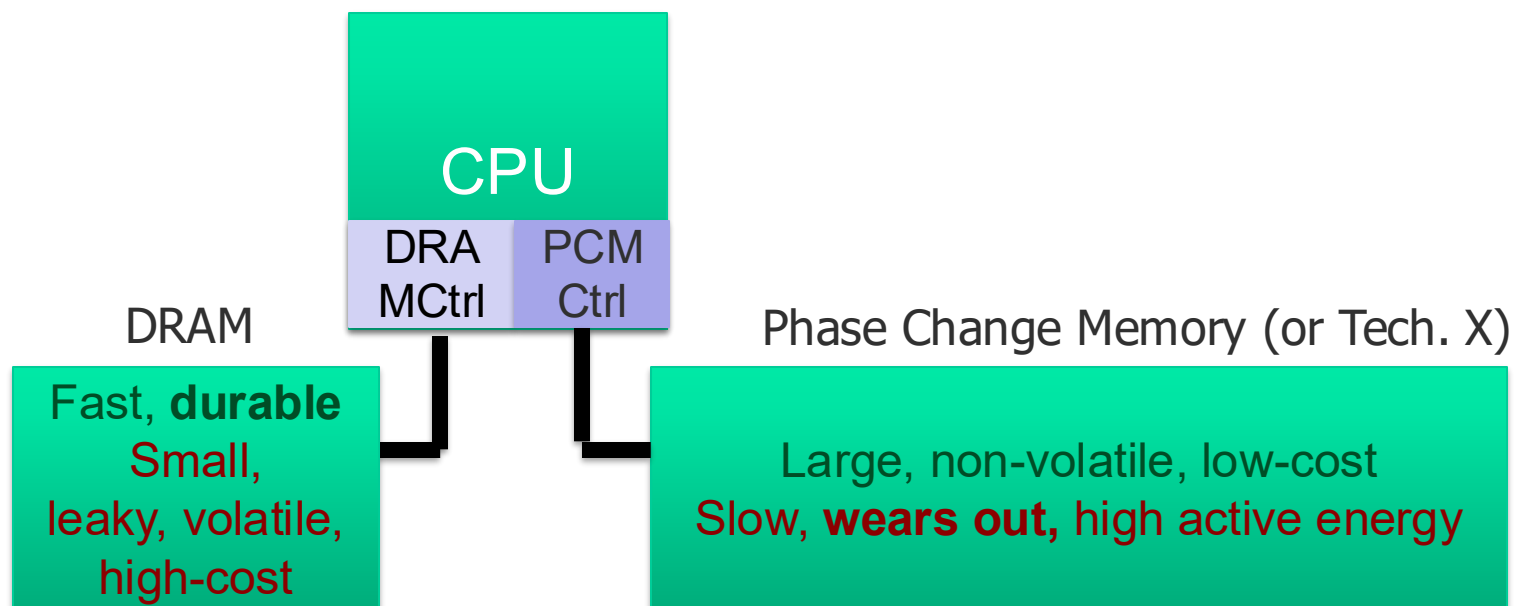 CPU
DRA
MCtrl
PCM
Ctrl
DRAM
Fast, durable
Small,
leaky, volatile,
high-cost
Phase Change Memory (or Tech. X)
Large, non-volatile, low-cost
Slow, wears out, high active energy